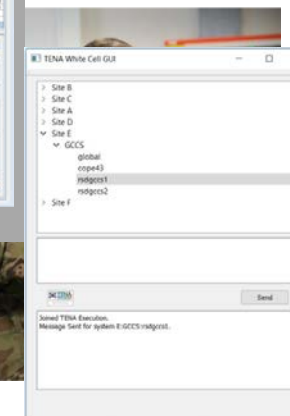 TENA White Cell GUI
Site B
Site C
Site A
Site D
Site E
GCCS
global
cope43
rsdgccs1
rsdgccs2
Site F
TENA
Send
Joined TENA Execution.
Message Sent for system E:GCCS:rsdgccs1.